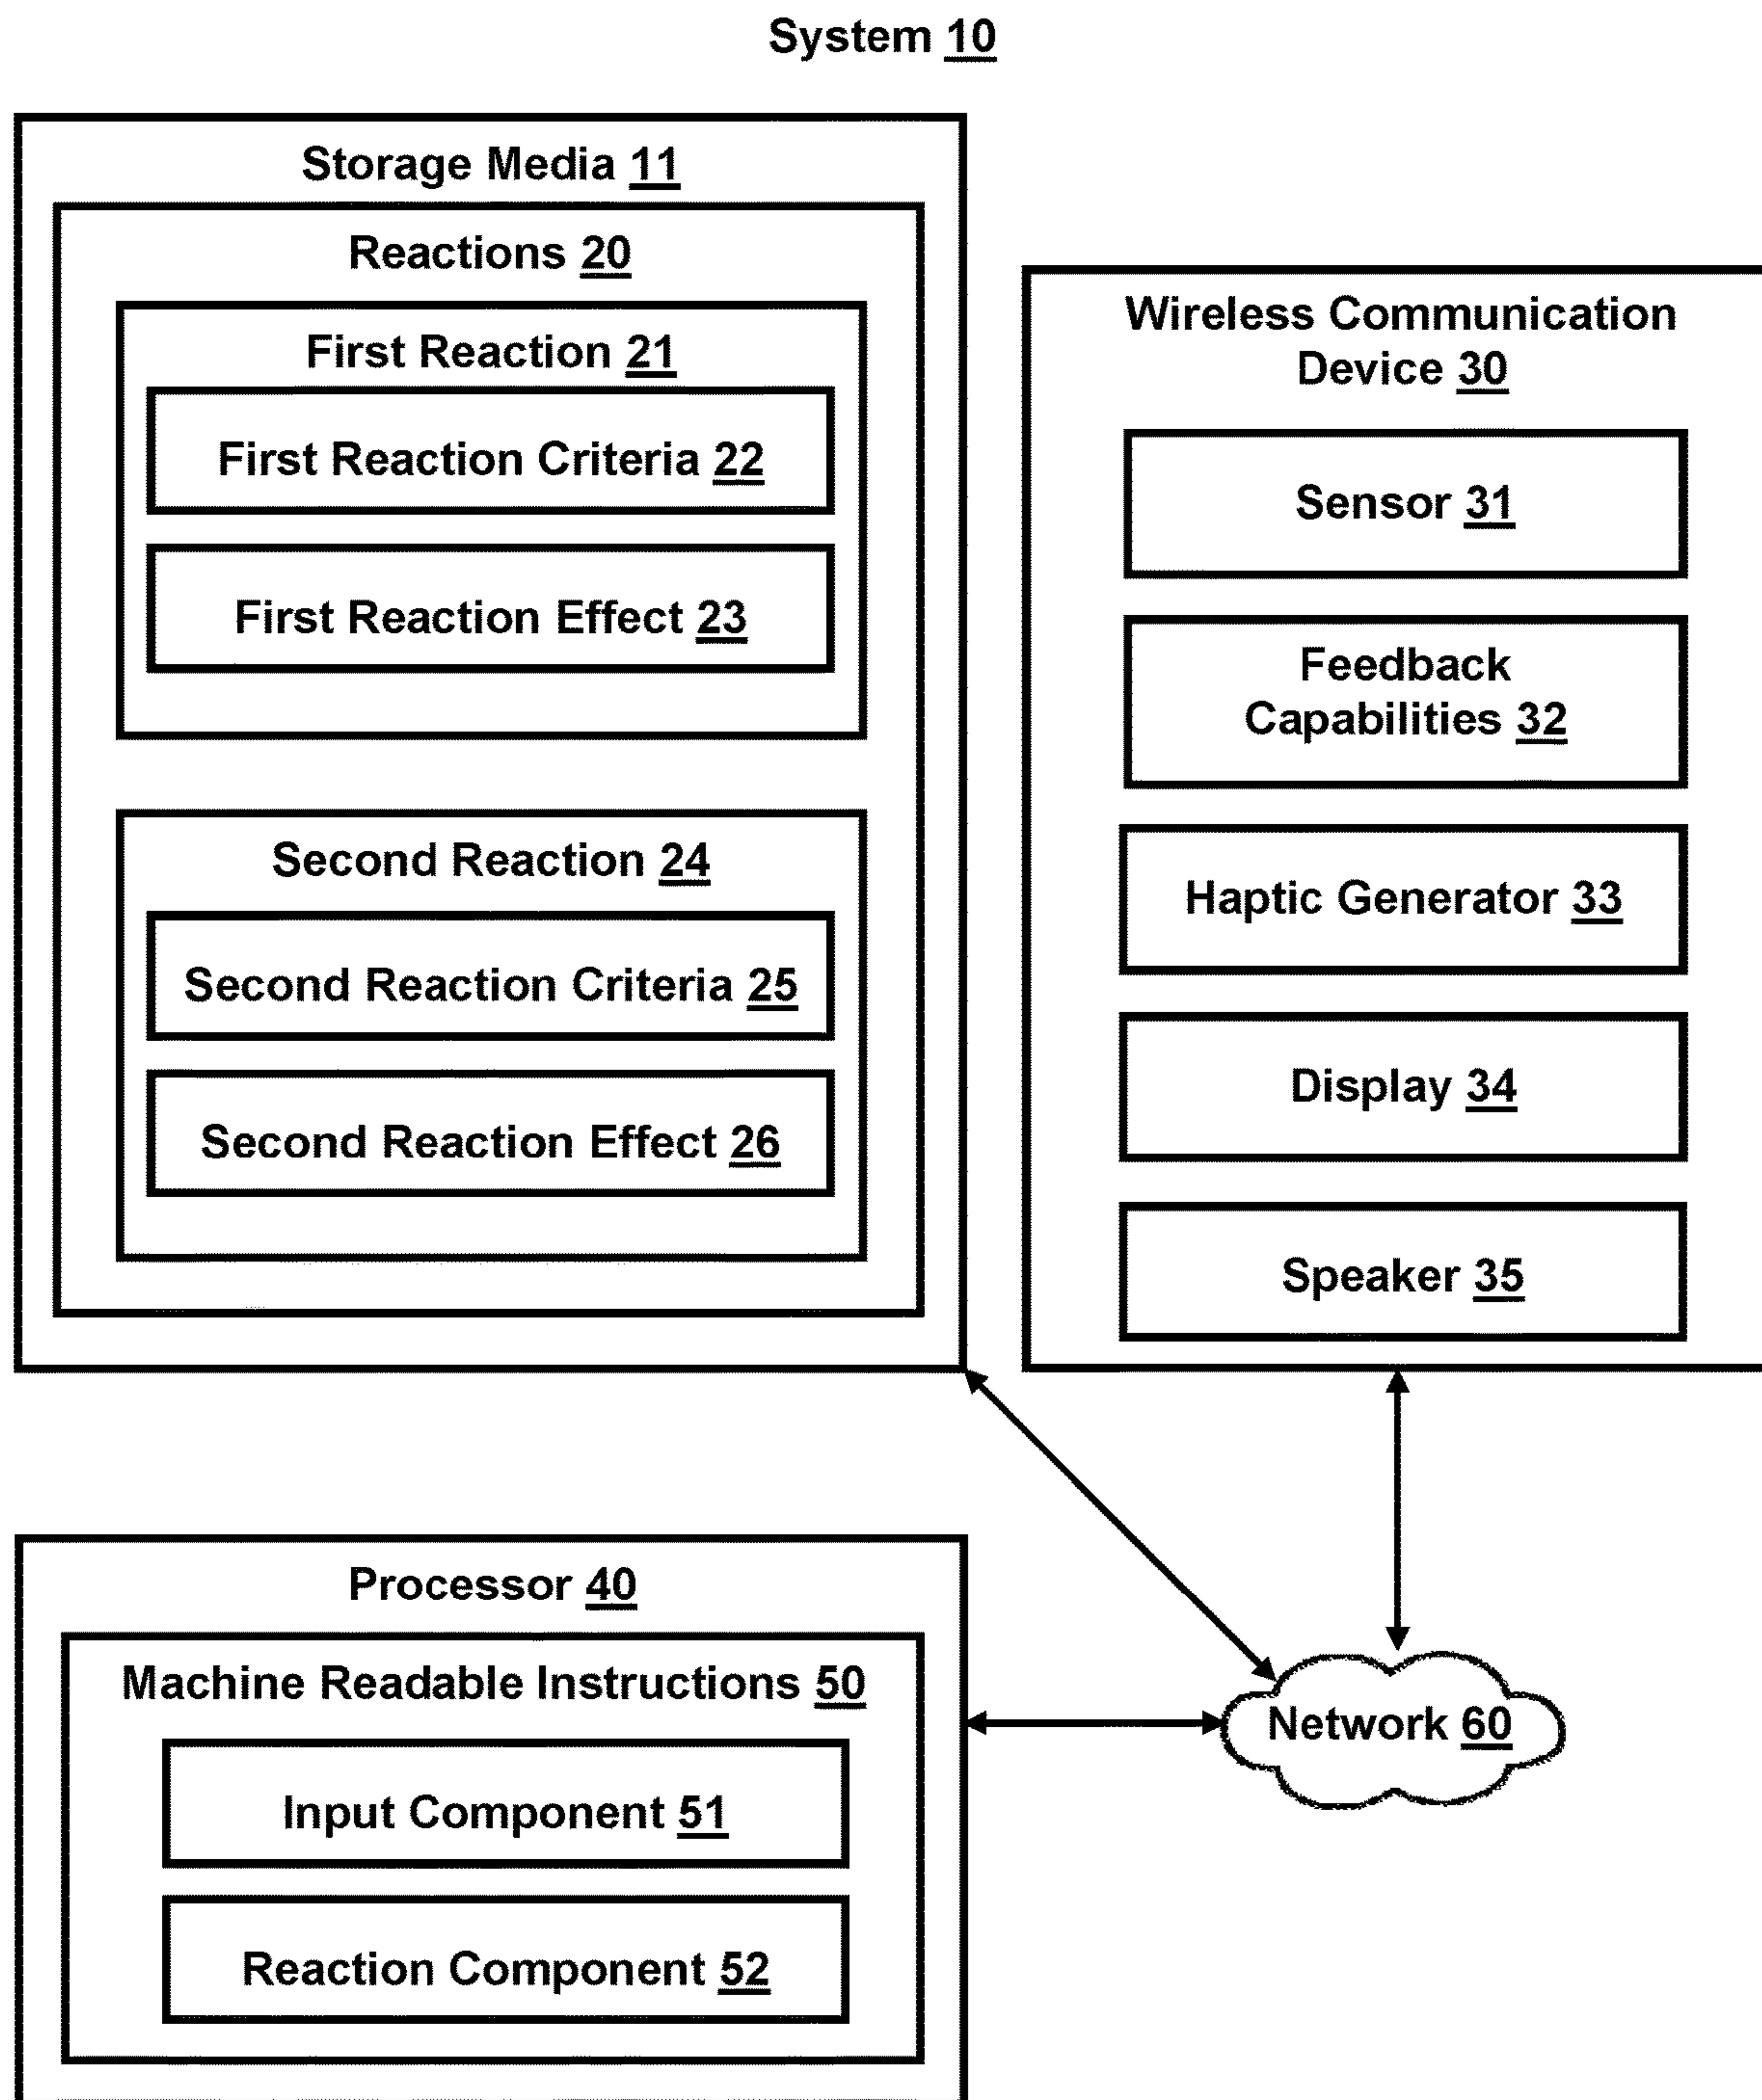 System 10
Storage Media 11
Reactions 20
First Reaction 21
First Reaction Criteria 22
First Reaction Effect 23
Second Reaction 24
Second Reaction Criteria 25
Second Reaction Effect 26
Wireless Communication
Device 30
Sensor 31
Feedback
Capabilities 32
Haptic Generator 33
Display 34
Speaker 35
Processor 40
Machine Readable Instructions 50
Input Component 51
Reaction Component 52
Network 60